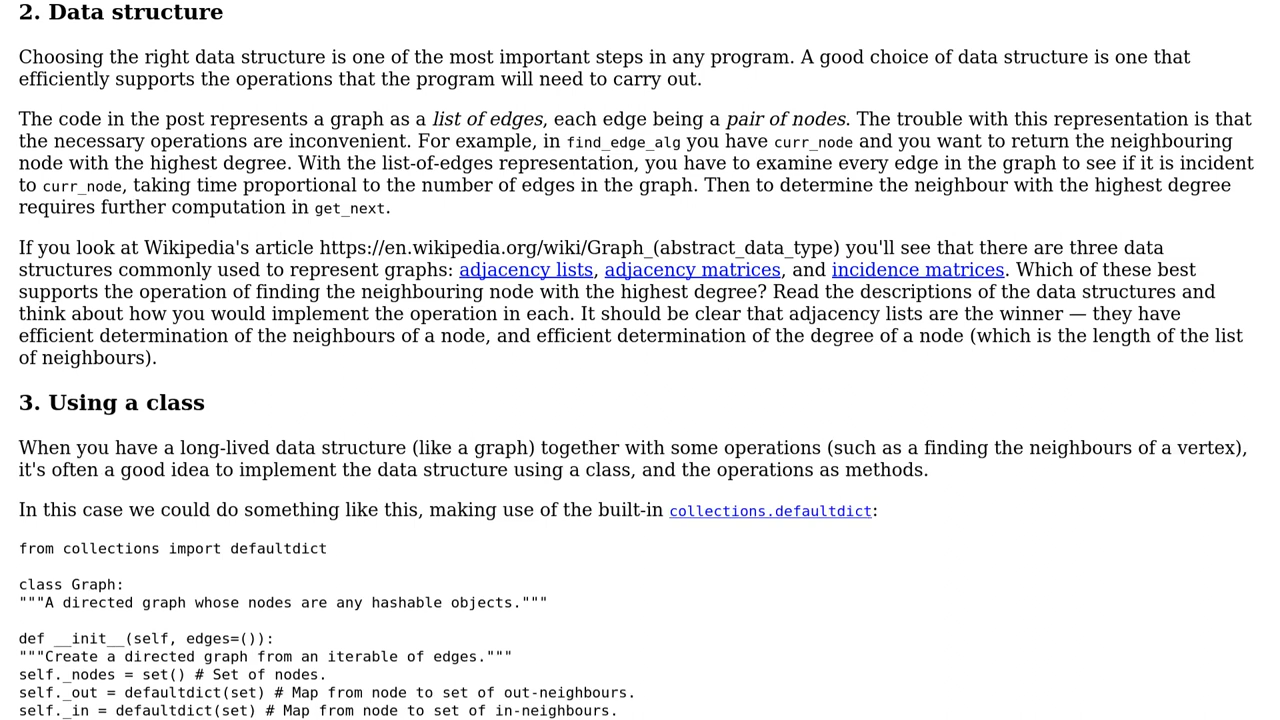 2. Data structure
Choosing the right data structure is one of the most important steps in any program. A good choice of data structure is one that
efficiently supports the operations that the program will need to carry out.
The code in the post represents a graph as a list of edges, each edge being a pair of nodes. The trouble with this representation is that
the necessary operations are inconvenient. For example, in find_edge_alg you have curr_node and you want to return the neighbouring
node with the highest degree. With the list-of-edges representation, you have to examine every edge in the graph to see if it is incident
to curr_node, taking time proportional to the number of edges in the graph. Then to determine the neighbour with the highest degree
requires further computation in get_next.
If you look at Wikipedia's article https://en.wikipedia.org/wiki/Graph_(abstract_data_type) you'll see that there are three data
structures commonly used to represent graphs: adjacency lists, adjacency matrices, and incidence matrices. Which of these best
supports the operation of finding the neighbouring node with the highest degree? Read the descriptions of the data structures and
think about how you would implement the operation in each. It should be clear that adjacency lists are the winner — they have
efficient determination of the neighbours of a node, and efficient determination of the degree of a node (which is the length of the list
of neighbours).
3. Using a class
When you have a long-lived data structure (like a graph) together with some operations (such as a finding the neighbours of a vertex),
it's often a good idea to implement the data structure using a class, and the operations as methods.
In this case we could do something like this, making use of the built-in collections.defaultdict:
from collections import defaultdict
class Graph:
"""A directed graph whose nodes are any hashable objects."""
def __init__(self, edges=()):
"""Create a directed graph from an iterable of edges."""
self._nodes = set() # Set of nodes.
self._out = defaultdict(set) # Map from node to set of out-neighbours.
self._in = defaultdict(set) # Map from node to set of in-neighbours.